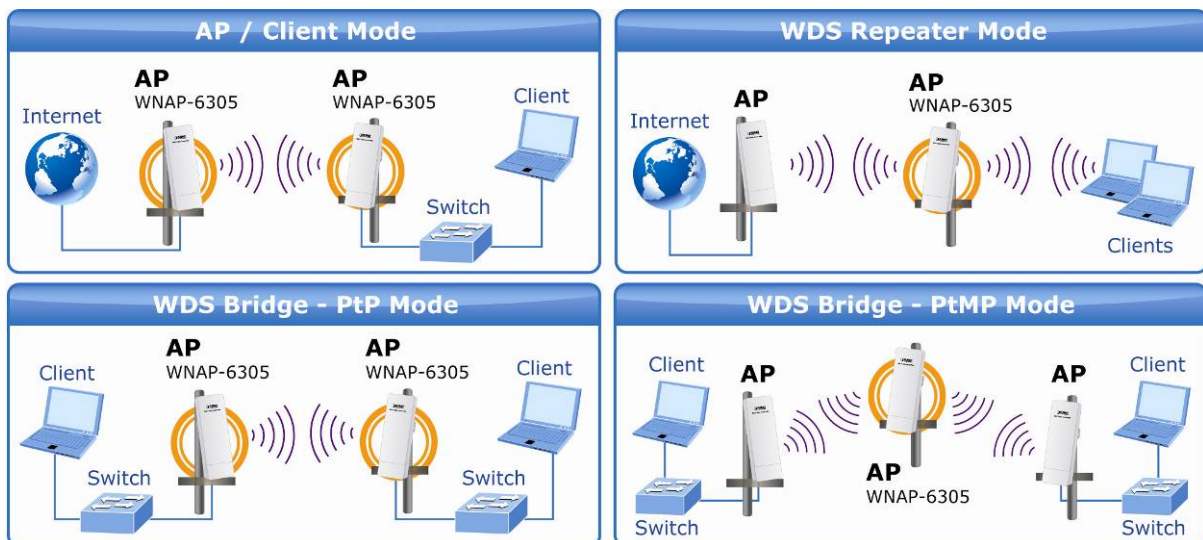 AP / Client Mode
AP
WNAP-6305
AP
WNAP-6305
Client
Internet
Switch
WDS Repeater Mode
AP
AP
WNAP-6305
Internet
Clients
WDS Bridge - PtP Mode
AP
WNAP-6305
AP
WNAP-6305
Client
Client
Switch
Switch
WDS Bridge - PtMP Mode
Client
AP
AP
Client
AP
WNAP-6305
Switch
Switch